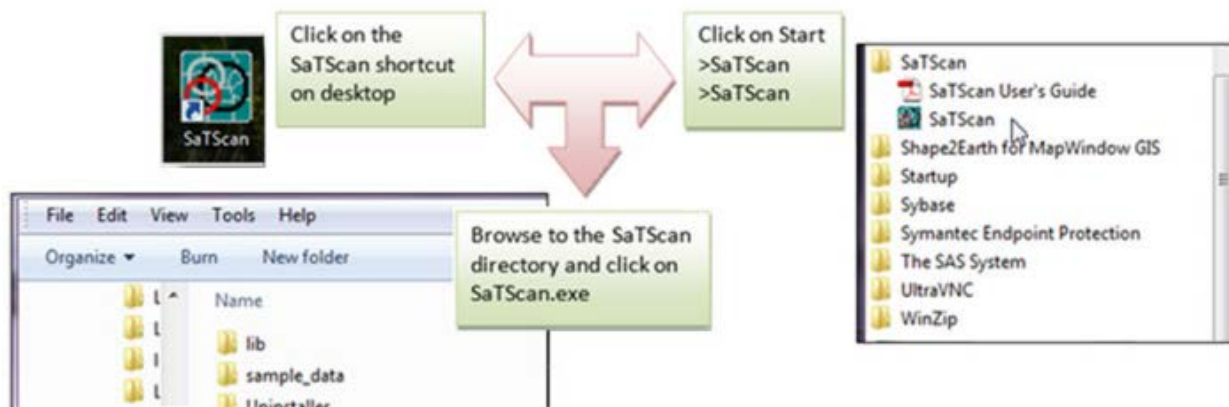 Click on the
SaTScan shortcut
on desktop
SaTScan
Click on Start
>SaTScan
>SaTScan
SaTScan
SaTScan User's Guide
SaTScan
Shape2Earth for MapWindow GIS
Startup
Sybase
Symantec Endpoint Protection
The SAS System
UltraVNC
WinZip
Browse to the SaTScan
directory and click on
SaTScan.exe
File Edit View Tools Help
Organize Burn New folder
Name
lib
sample_data
Uninstaller